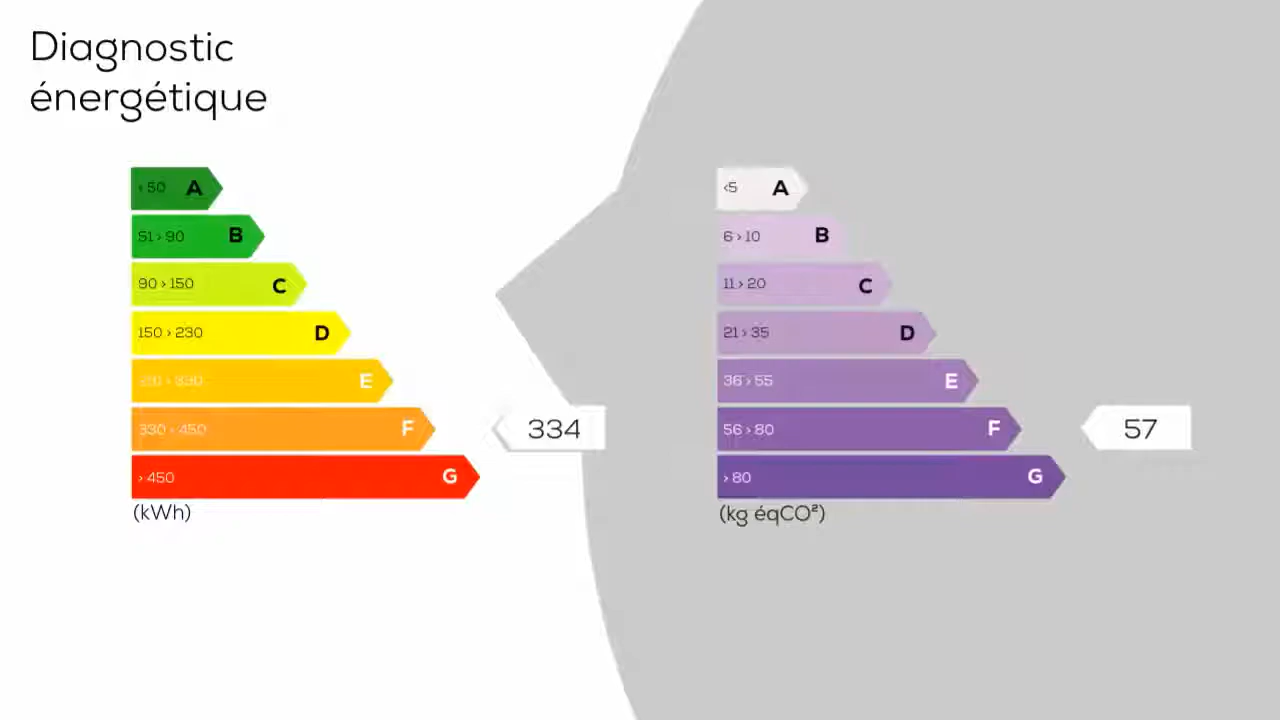 Diagnostic
énergétique
< 50 A
51 > 90 B
90 > 150 C
150 > 230 D
E
330 > 450 F
334
> 450 G
(kWh)
<5 A
6 > 10 B
11 > 20 C
21 > 35 D
36 > 55 E
56 > 80 F
57
> 80 G
(kg éqCO²)